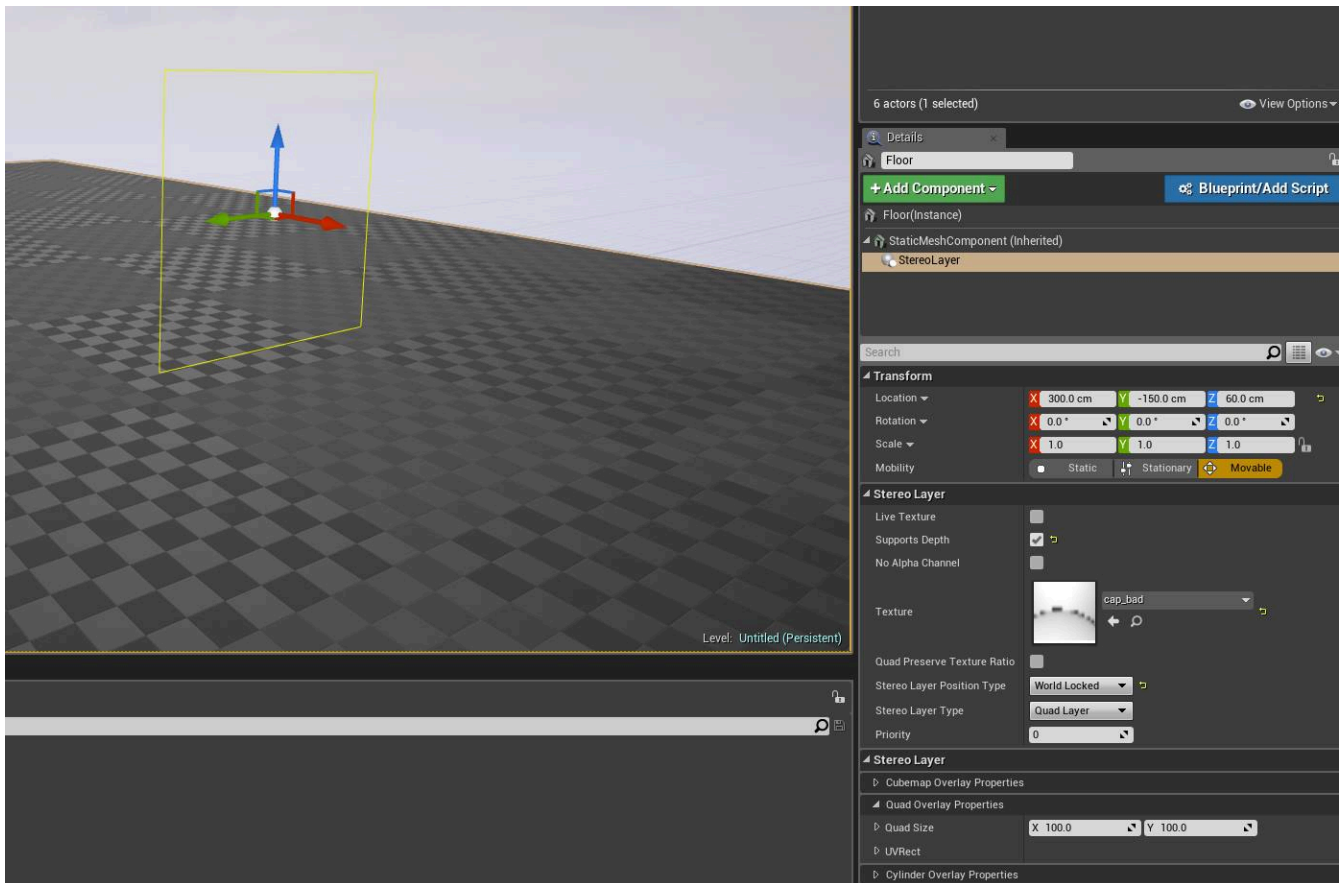 6 actors (1 selected) View Options
Details
Floor
+ Add Component Blueprint/Add Script
Floor(Instance)
StaticMeshComponent (Inherited)
StereoLayer
Search
Transform
Location X 300.0 cm Y -150.0 cm Z 60.0 cm
Rotation X 0.0 ° Y 0.0 ° Z 0.0 °
Scale X 1.0 Y 1.0 Z 1.0
Mobility Static Stationary Movable
Stereo Layer
Live Texture
Supports Depth
No Alpha Channel
Texture cap_bad
Quad Preserve Texture Ratio
Stereo Layer Position Type World Locked
Stereo Layer Type Quad Layer
Priority 0
Stereo Layer
Cubemap Overlay Properties
Quad Overlay Properties
Quad Size X 100.0 Y 100.0
UVRect
Cylinder Overlay Properties
Level: Untitled (Persistent)